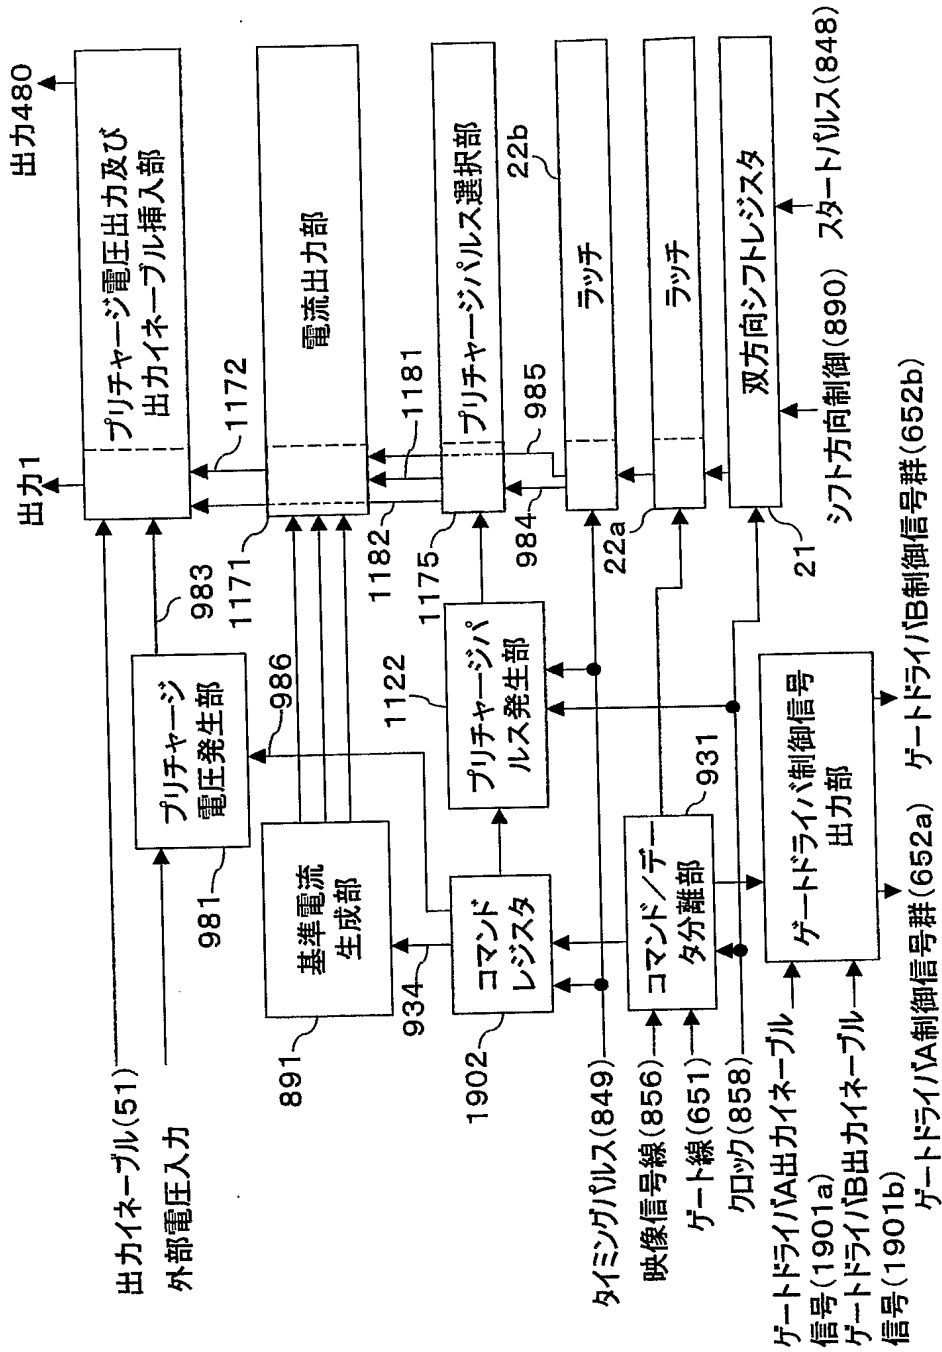 出力1
出力480
プリチャージ電圧出力及び
出力イネーブル挿入部
1172
電流出力部
1171
1182
1181
プリチャージパルス選択部
1175
984
985
22b
ラッチ
22a
ラッチ
双方向シフトレジスタ
21
シフト方向制御(890)
スタートパルス(848)
983
プリチャージ
電圧発生部
981
986
基準電流
生成部
891
934
1122
プリチャージパ
ルス発生部
コマンド
レジスタ
1902
コマンド/デー
タ分離部
931
ゲートドライバ制御信号
出力部
出力イネーブル(51)
外部電圧入力
タイミングパルス(849)
映像信号線(856)
ゲート線(651)
クロック(858)
ゲートドライバA出力イネーブル
信号(1901a)
ゲートドライバB出力イネーブル
信号(1901b)
ゲートドライバA制御信号群(652a)
ゲートドライバB制御信号群(652b)